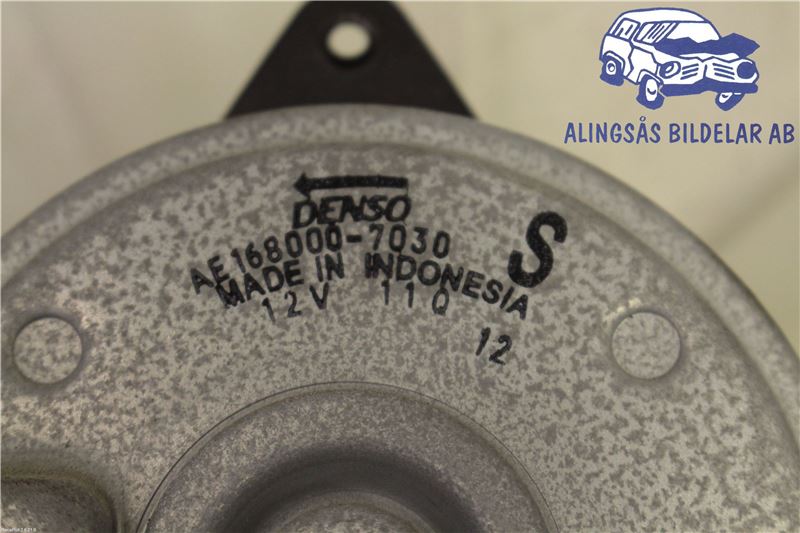 ALINGSÅS BILDELAR AB
DENSO
S
AE168000-7030
MADE IN INDONESIA
12V 11Q
12